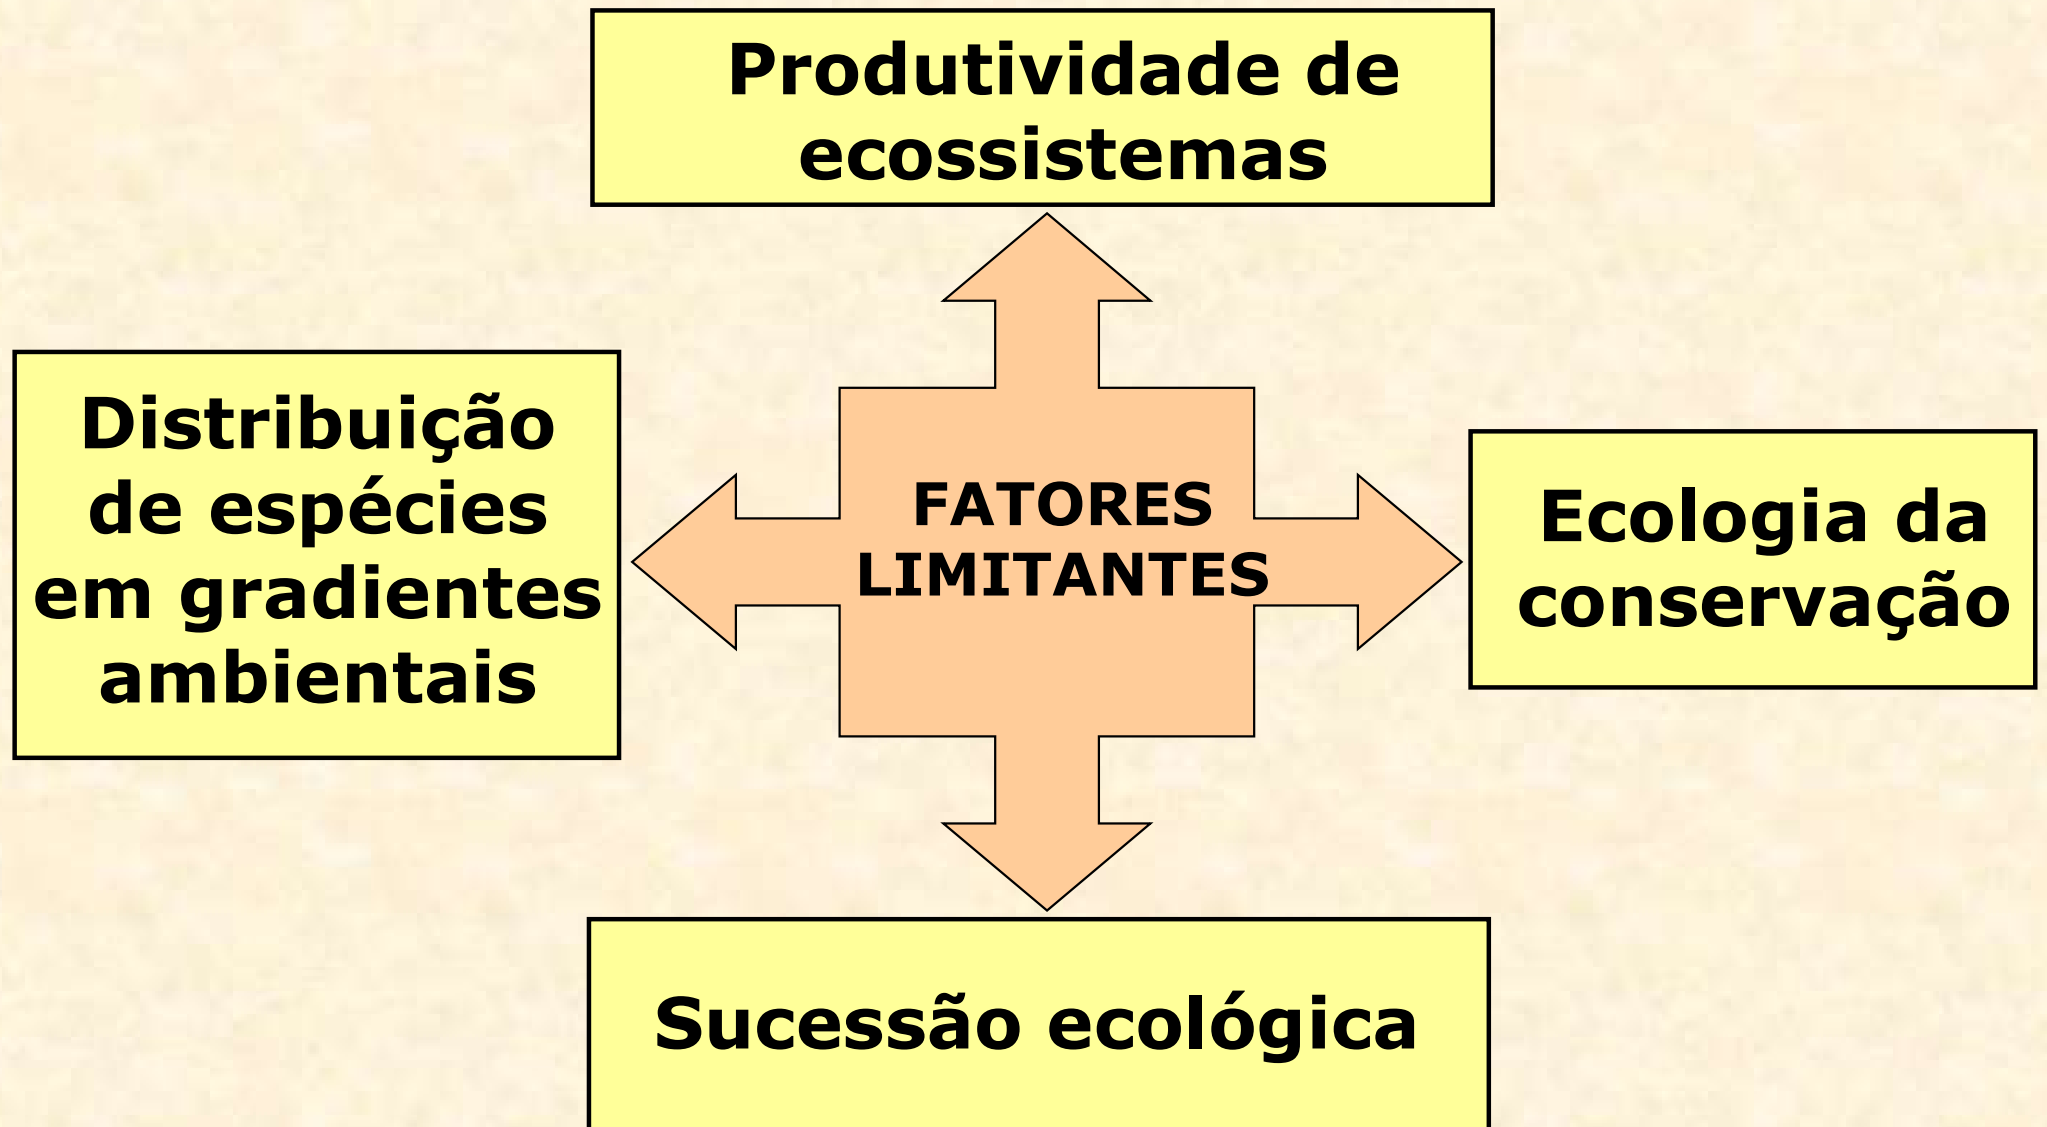 Produtividade de
ecossistemas
Distribuição
de espécies
em gradientes
ambientais
FATORES
LIMITANTES
Ecologia da
conservação
Sucessão ecológica